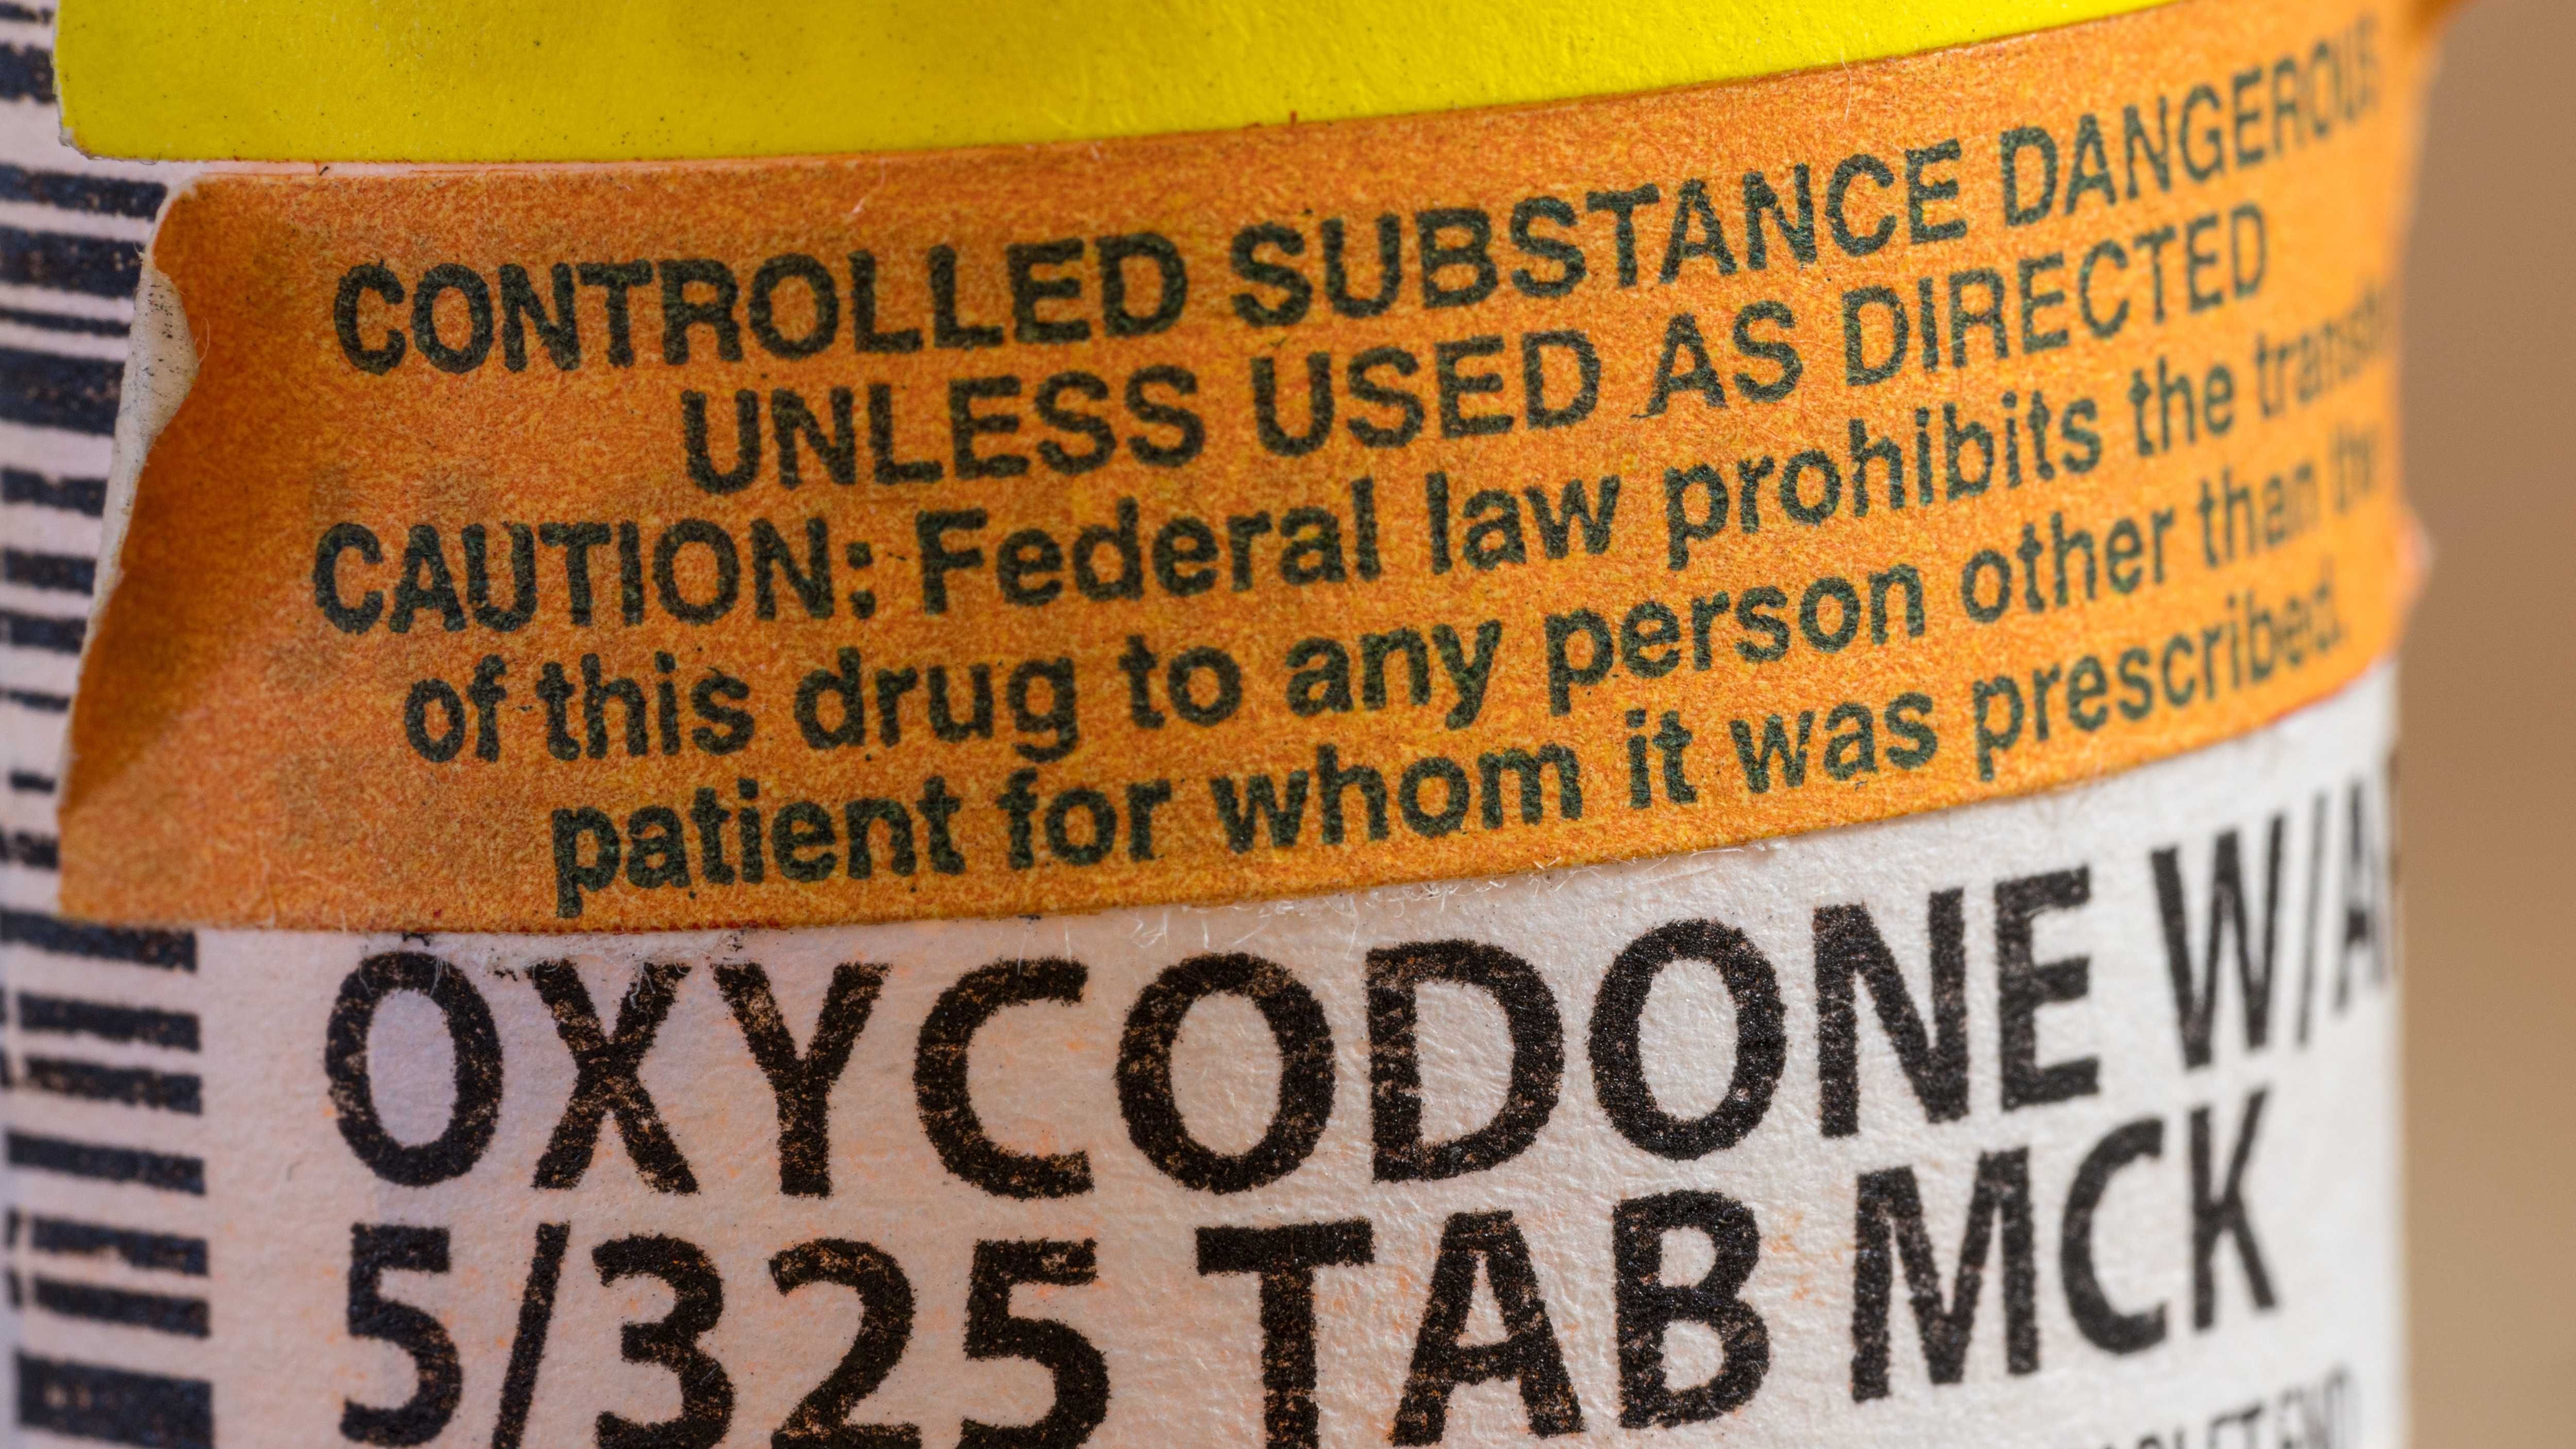 CONTROLLED SUBSTANCE DANGEROUS
UNLESS USED AS DIRECTED
CAUTION: Federal law prohibits the
of this drug to any person other than the
patient for whom it was prescribed.
OXYCODONE
5/325 TAB MCK